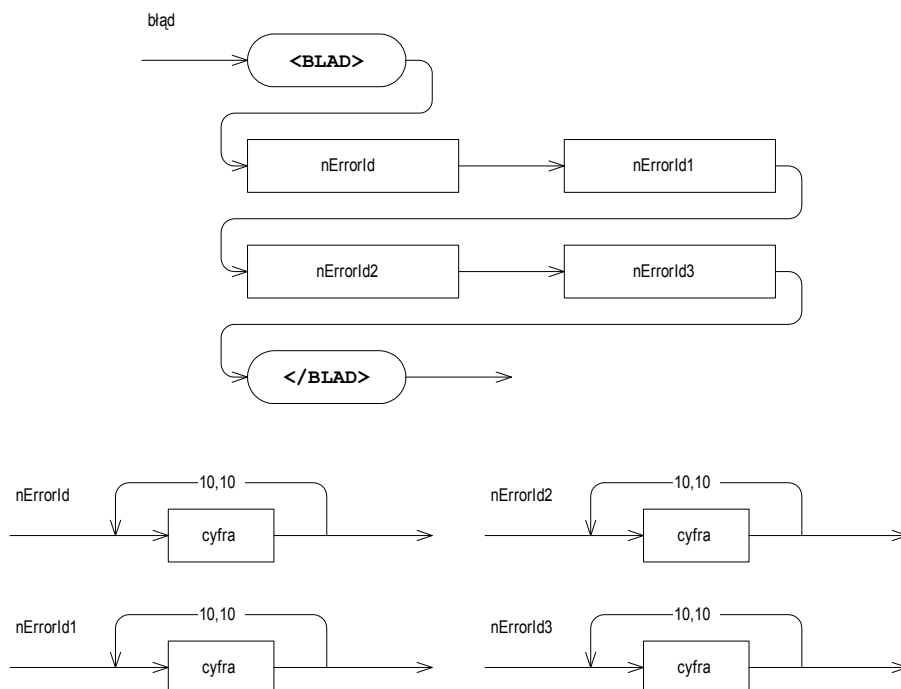 błąd
<BLAD>
nErrorId nErrorId1
nErrorId2 nErrorId3
</BLAD>
nErrorId 10,10 nErrorId2 10,10
cyfra cyfra
nErrorId1 10,10 nErrorId3 10,10
cyfra cyfra